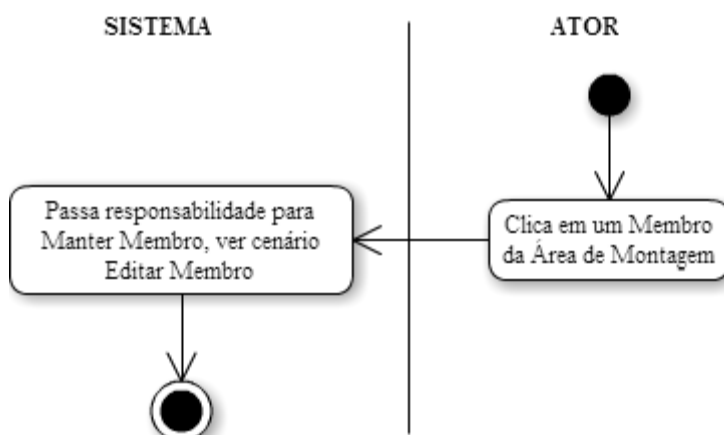 SISTEMA
ATOR
Passa responsabilidade para
Manter Membro, ver cenário
Editar Membro
Clica em um Membro
da Área de Montagem